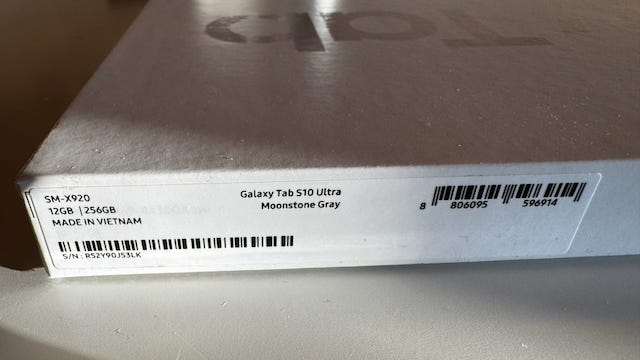 Tab
SM-X920
12GB | 256GB
MADE IN VIETNAM
S/N : R52Y90J53LK
Galaxy Tab S10 Ultra
Moonstone Gray
8 806095 596914